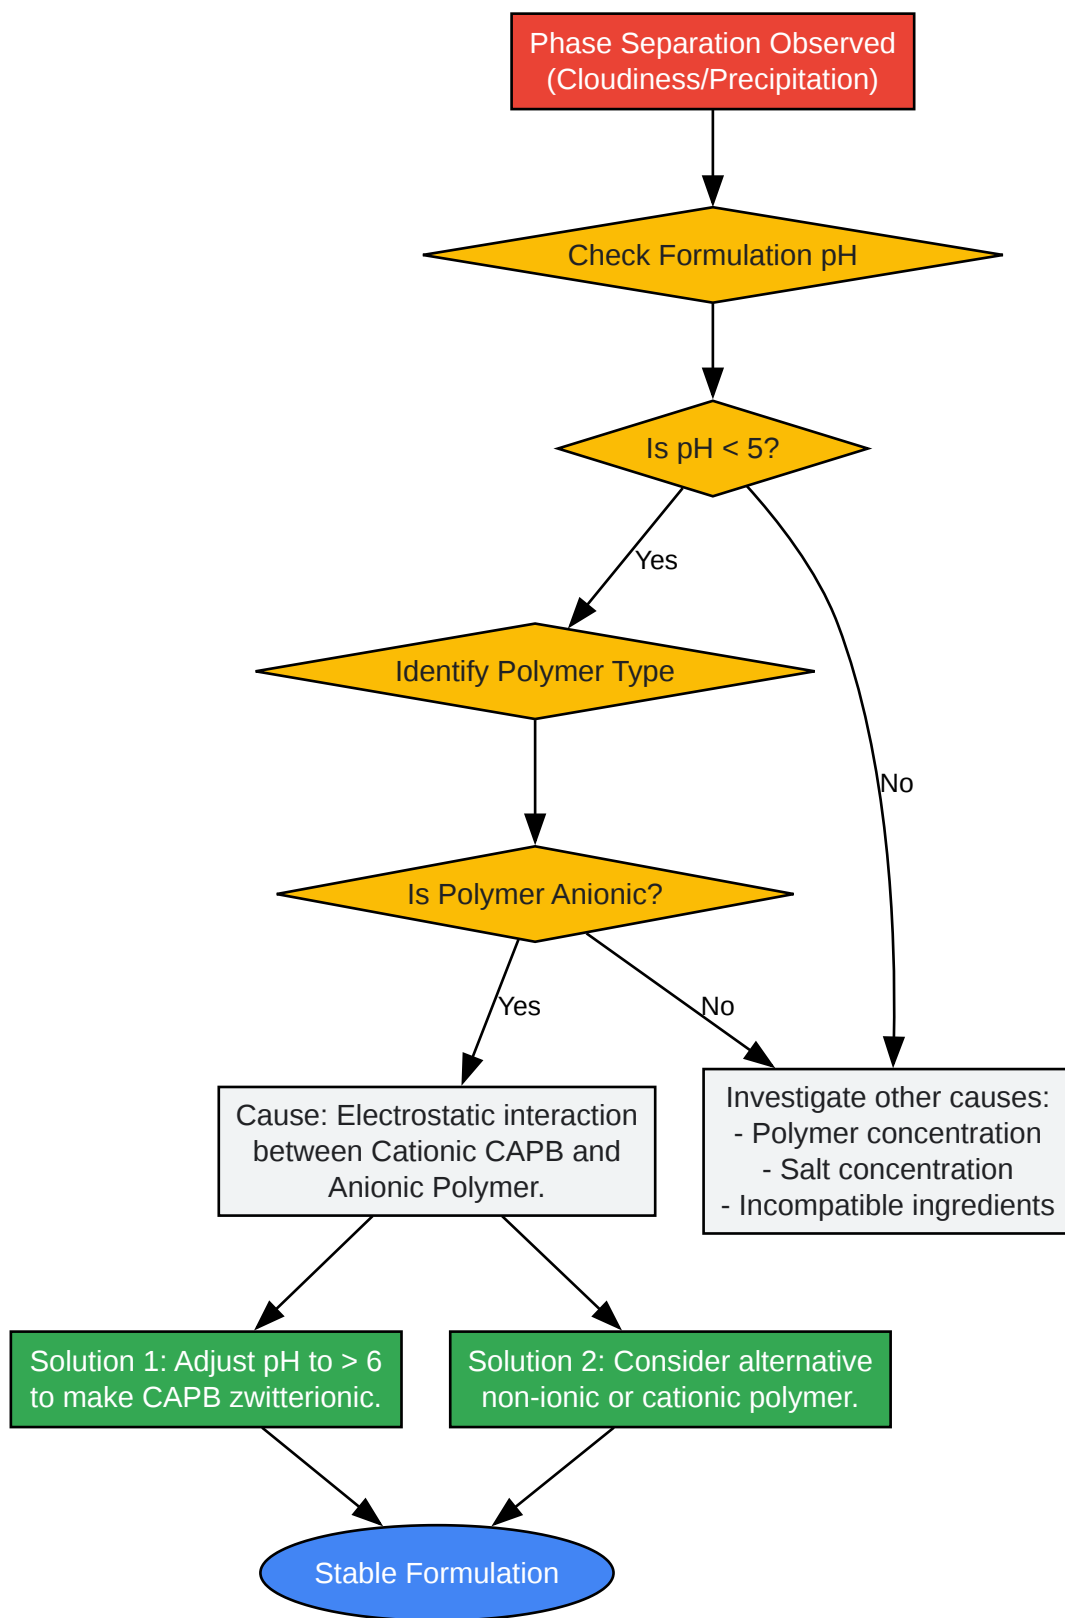 Phase Separation Observed
(Cloudiness/Precipitation)
Check Formulation pH
Is pH < 5?
Yes
Identify Polymer Type
No
Is Polymer Anionic?
Yes
No
Cause: Electrostatic interaction
between Cationic CAPB and
Anionic Polymer.
Investigate other causes:
- Polymer concentration
- Salt concentration
- Incompatible ingredients
Solution 1: Adjust pH to > 6
to make CAPB zwitterionic.
Solution 2: Consider alternative
non-ionic or cationic polymer.
Stable Formulation